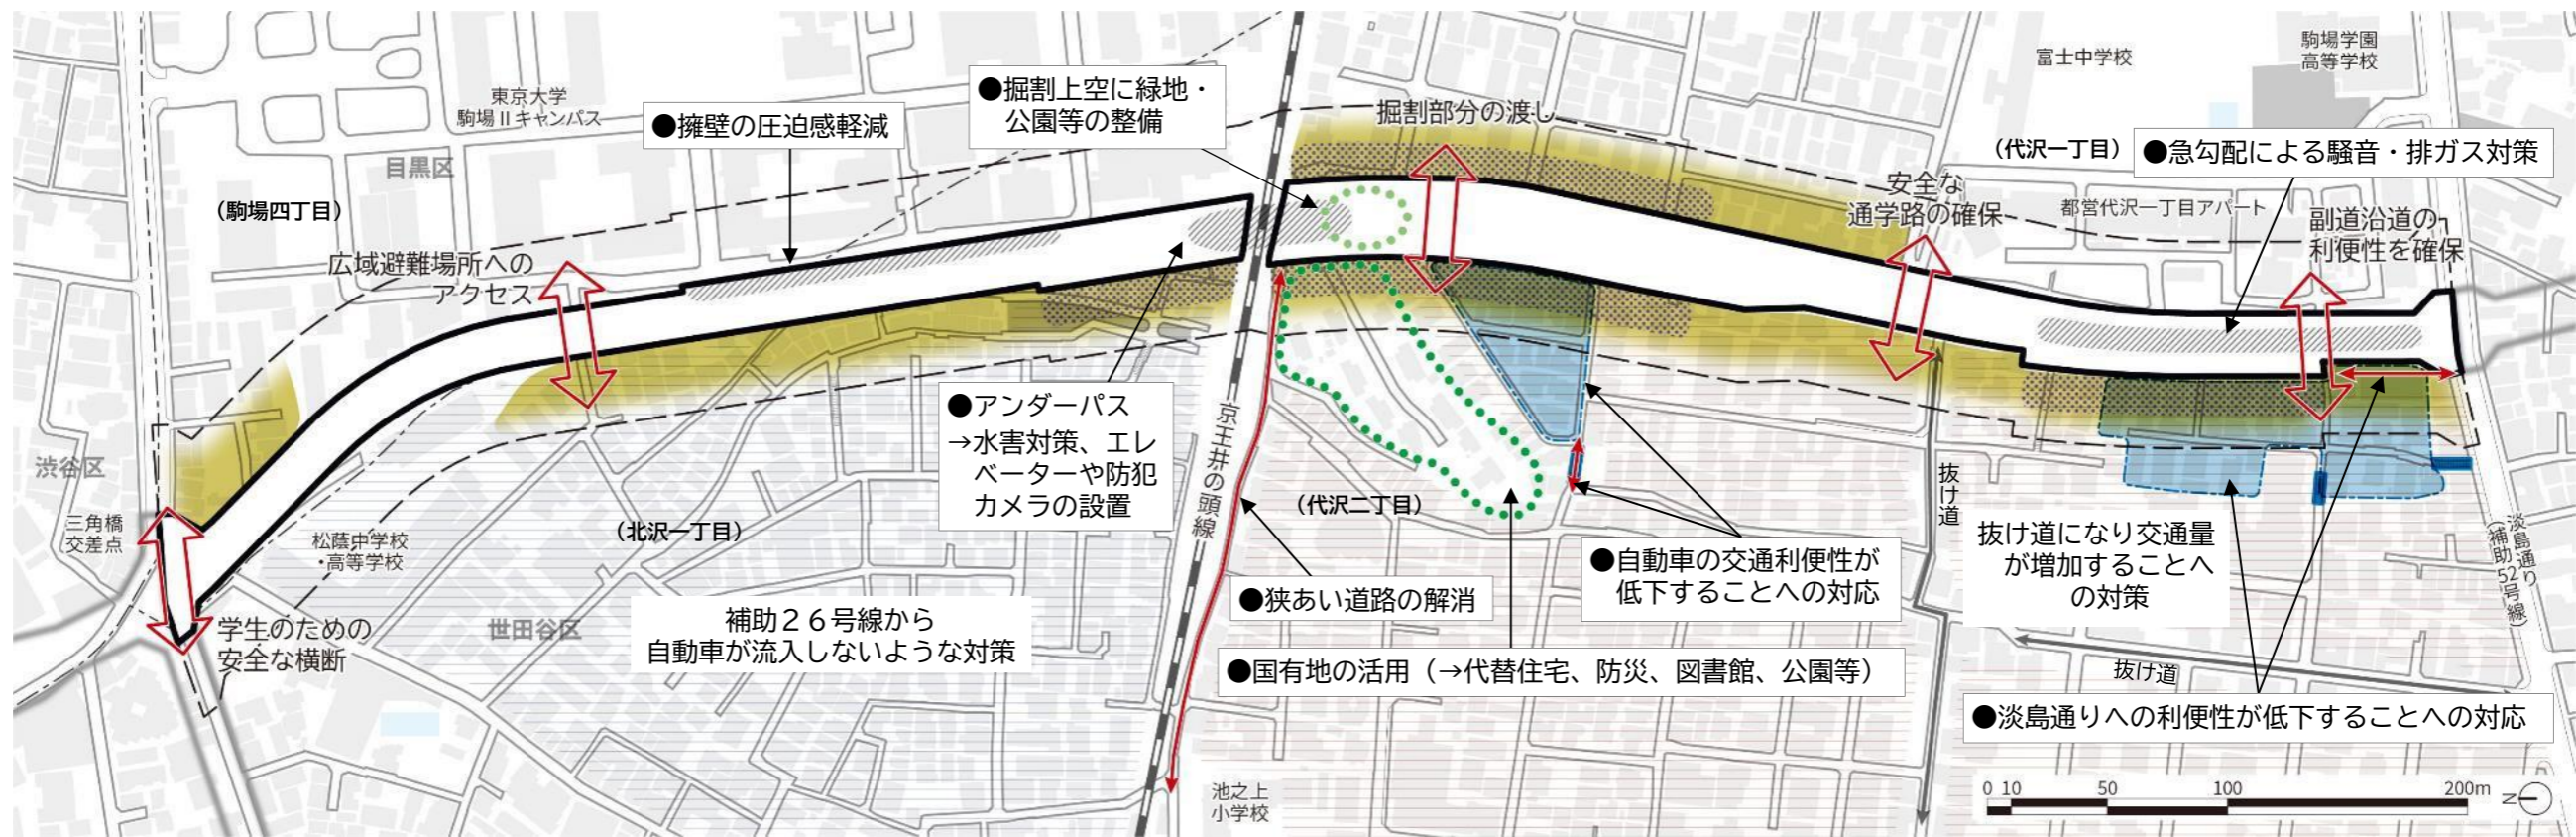 東京大学
駒場Ⅱキャンパス
目黒区
(駒場四丁目)
●擁壁の圧迫感軽減
●掘割上空に緑地・
公園等の整備
掘割部分の渡し
富士中学校
駒場学園
高等学校
(代沢一丁目)
●急勾配による騒音・排ガス対策
安全な
通学路の確保
都営代沢一丁目アパート
副道沿道の
利便性を確保
広域避難場所への
アクセス
渋谷区
三角橋
交差点
松蔭中学校
・高等学校
学生のための
安全な横断
世田谷区
(北沢一丁目)
補助26号線から
自動車が流入しないような対策
●アンダーパス
→水害対策、エレ
ベーターや防犯
カメラの設置
京王井の頭線
(代沢二丁目)
●狭あい道路の解消
●自動車の交通利便性が
低下することへの対応
●国有地の活用(→代替住宅、防災、図書館、公園等)
池之上
小学校
抜け道
抜け道になり交通量
が増加することへ
の対策
抜け道
淡島通り
(補助52号線)
●淡島通りへの利便性が低下することへの対応
0 10 50 100 200m
N